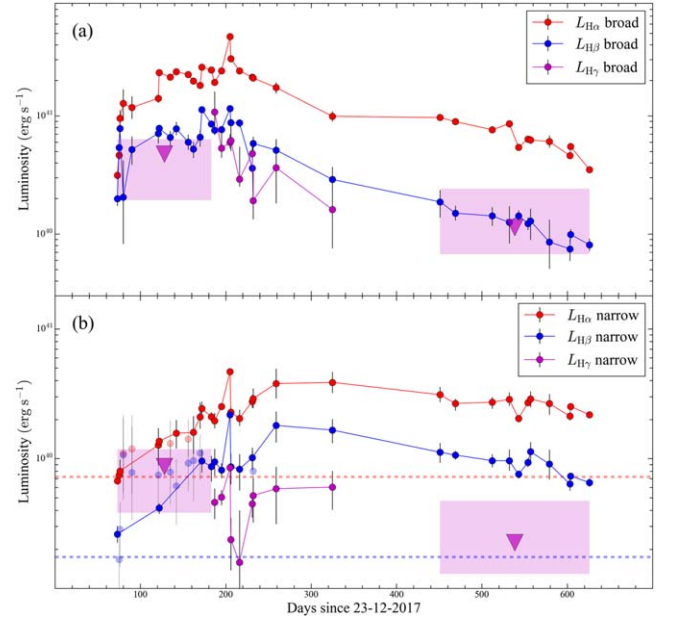 (a)
L_Hα broad
L_Hβ broad
L_Hγ broad
Luminosity (erg s⁻¹)
10⁴¹
10⁴⁰
(b)
L_Hα narrow
L_Hβ narrow
L_Hγ narrow
Luminosity (erg s⁻¹)
10⁴¹
10⁴⁰
100 200 300 400 500 600
Days since 23-12-2017